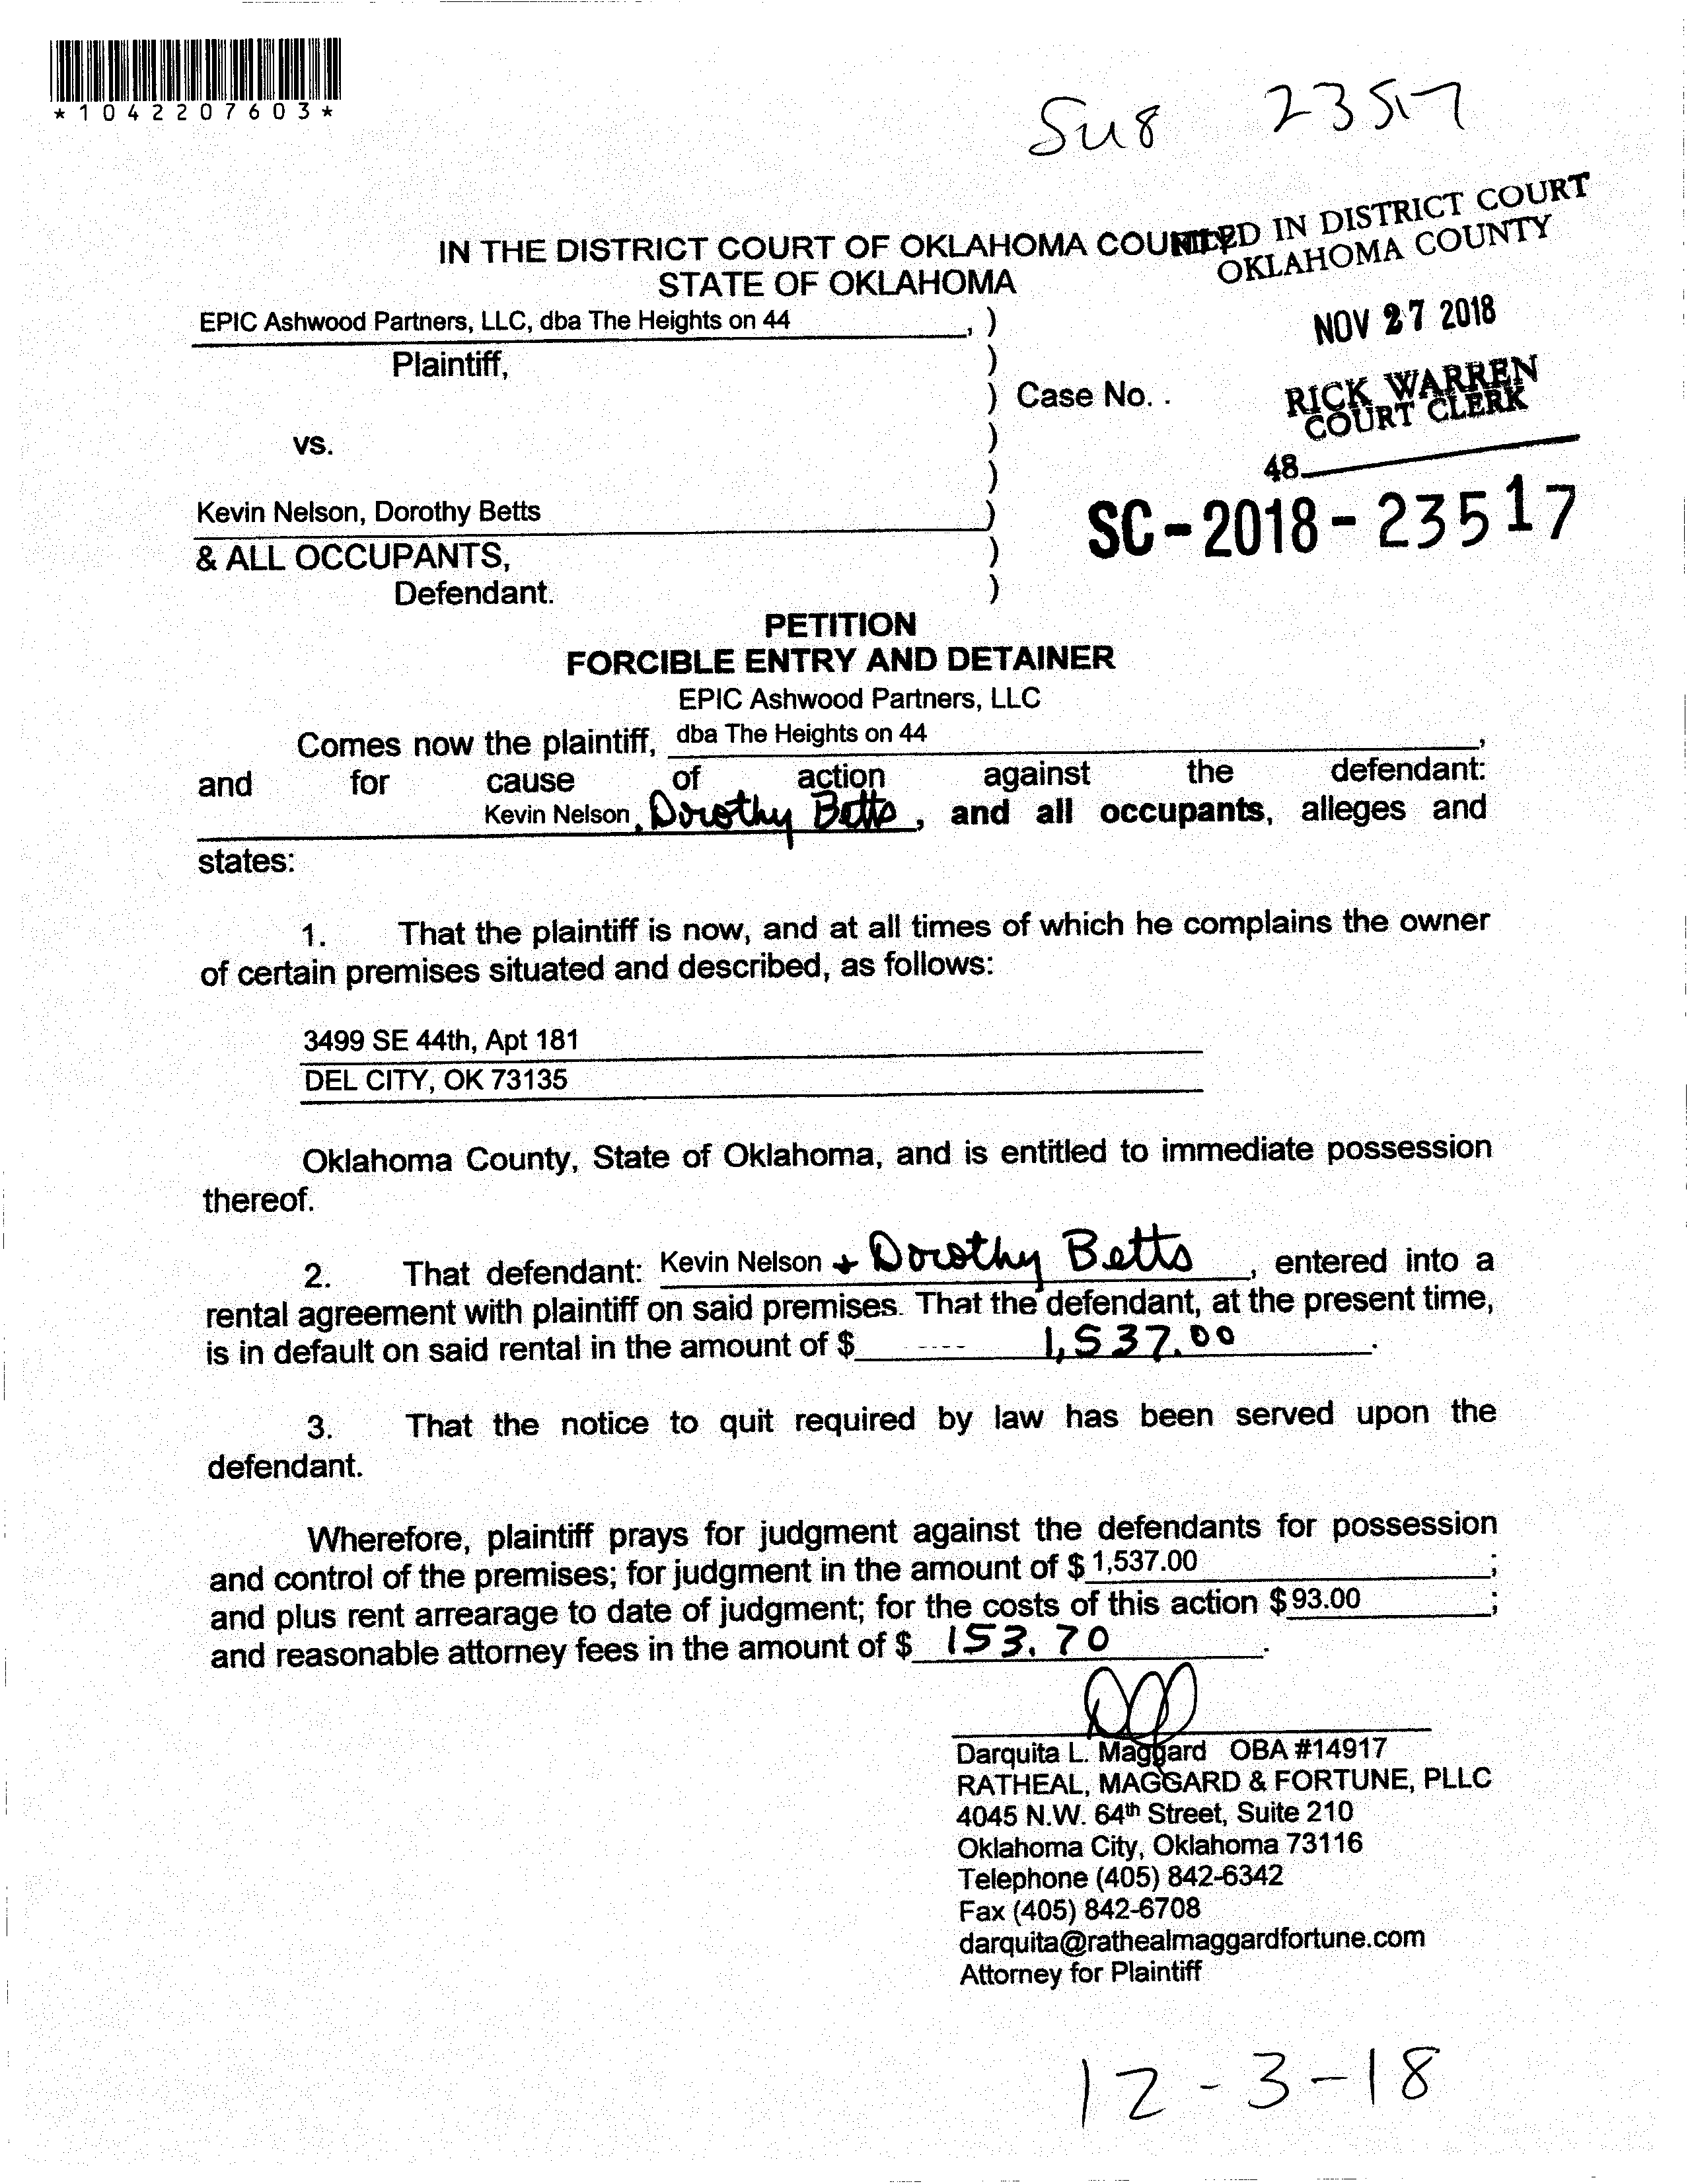 *1042207603*
23517
IN THE DISTRICT COURT OF OKLAHOMA COUNTY
STATE OF OKLAHOMA
IN DISTRICT COURT
OKLAHOMA COUNTY
NOV 27 2018
RICK WARREN
COURT CLERK
48
EPIC Ashwood Partners, LLC, dba The Heights on 44, )
Plaintiff, )
) Case No. .
vs. )
)
Kevin Nelson, Dorothy Betts )
SC-2018-23517
& ALL OCCUPANTS, )
Defendant. )
PETITION
FORCIBLE ENTRY AND DETAINER
EPIC Ashwood Partners, LLC
Comes now the plaintiff, dba The Heights on 44,
and for cause of action against the defendant:
Kevin Nelson, Dorothy Betts, and all occupants, alleges and
states:
1. That the plaintiff is now, and at all times of which he complains the owner
of certain premises situated and described, as follows:
3499 SE 44th, Apt 181
DEL CITY, OK 73135
Oklahoma County, State of Oklahoma, and is entitled to immediate possession
thereof.
2. That defendant: Kevin Nelson + Dorothy Betts, entered into a
rental agreement with plaintiff on said premises. That the defendant, at the present time,
is in default on said rental in the amount of $ 1,537.00.
3. That the notice to quit required by law has been served upon the
defendant.
Wherefore, plaintiff prays for judgment against the defendants for possession
and control of the premises; for judgment in the amount of $ 1,537.00;
and plus rent arrearage to date of judgment; for the costs of this action $ 93.00;
and reasonable attorney fees in the amount of $ 153.70.
Darquita L. Maggard OBA #14917
RATHEAL, MAGGARD & FORTUNE, PLLC
4045 N.W. 64th Street, Suite 210
Oklahoma City, Oklahoma 73116
Telephone (405) 842-6342
Fax (405) 842-6708
darquita@rathealmaggardfortune.com
Attorney for Plaintiff
12-3-18